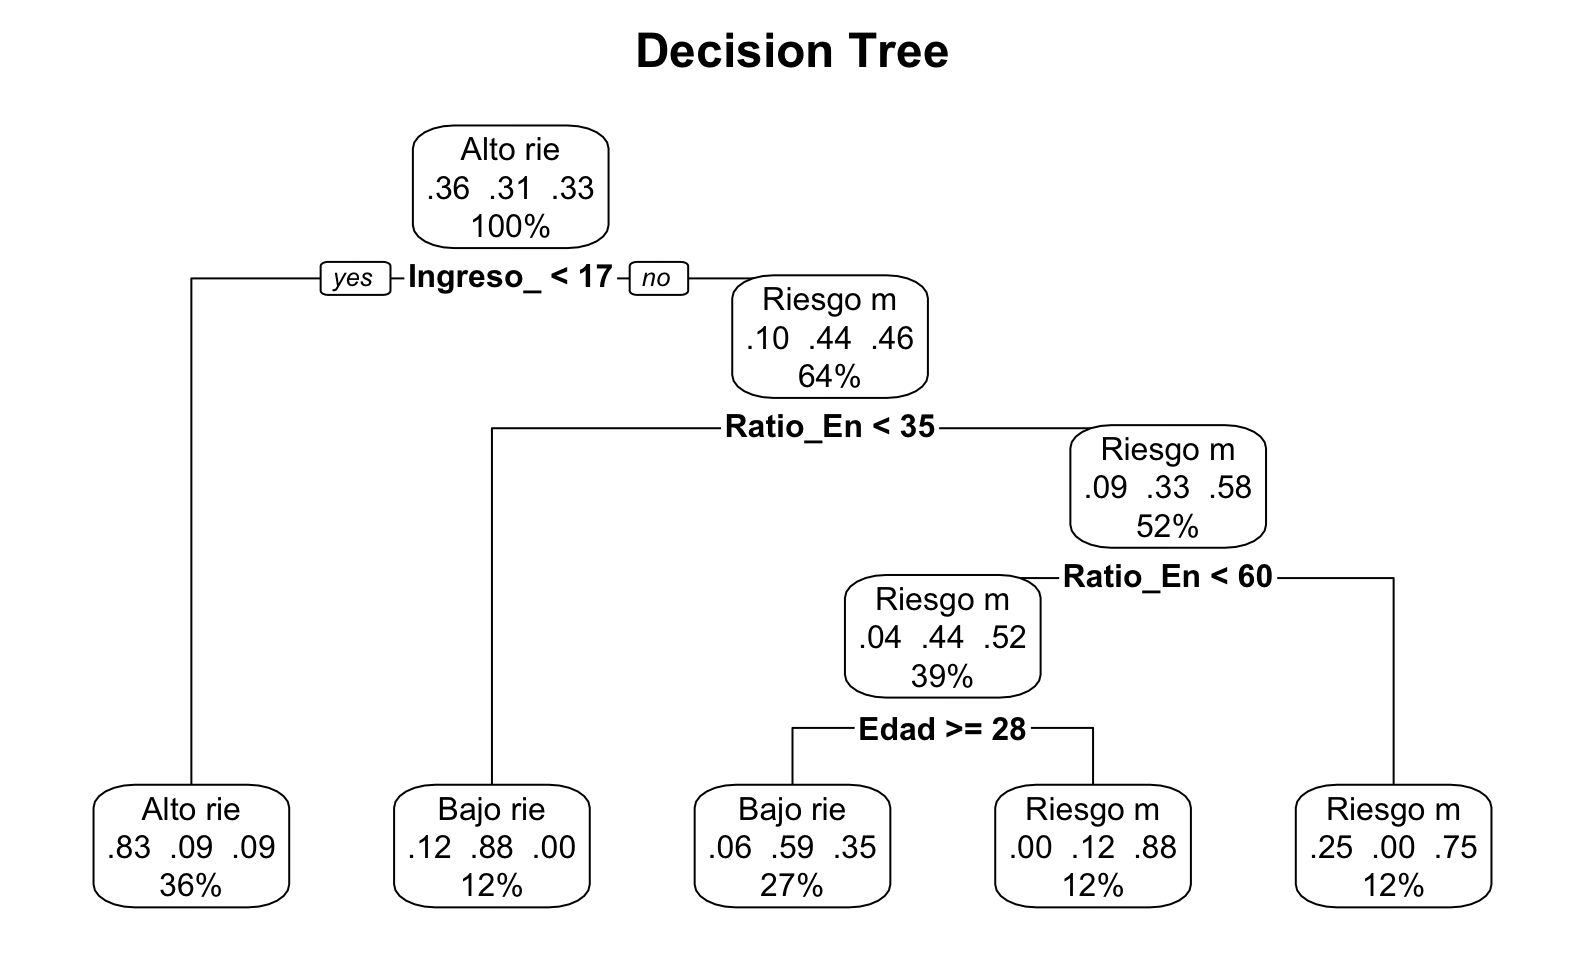 Decision Tree
Alto rie
.36 .31 .33
100%
yes Ingreso_ < 17 no
Riesgo m
.10 .44 .46
64%
Ratio_En < 35
Riesgo m
.09 .33 .58
52%
Ratio_En < 60
Riesgo m
.04 .44 .52
39%
Edad >= 28
Alto rie
.83 .09 .09
36%
Bajo rie
.12 .88 .00
12%
Bajo rie
.06 .59 .35
27%
Riesgo m
.00 .12 .88
12%
Riesgo m
.25 .00 .75
12%